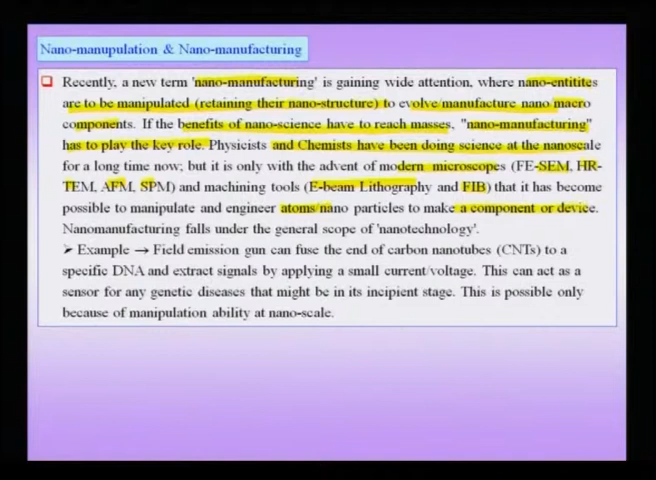 Nano-manupulation & Nano-manufacturing
Recently, a new term 'nano-manufacturing' is gaining wide attention, where nano-entitites
are to be manipulated (retaining their nano-structure) to evolve/manufacture nano/macro
components. If the benefits of nano-science have to reach masses, "nano-manufacturing"
has to play the key role. Physicists and Chemists have been doing science at the nanoscale
for a long time now; but it is only with the advent of modern microscopes (FE-SEM, HR-
TEM, AFM, SPM) and machining tools (E-beam Lithography and FIB) that it has become
possible to manipulate and engineer atoms/nano particles to make a component or device.
Nanomanufacturing falls under the general scope of 'nanotechnology'.
➤ Example → Field emission gun can fuse the end of carbon nanotubes (CNTs) to a
specific DNA and extract signals by applying a small current/voltage. This can act as a
sensor for any genetic diseases that might be in its incipient stage. This is possible only
because of manipulation ability at nano-scale.